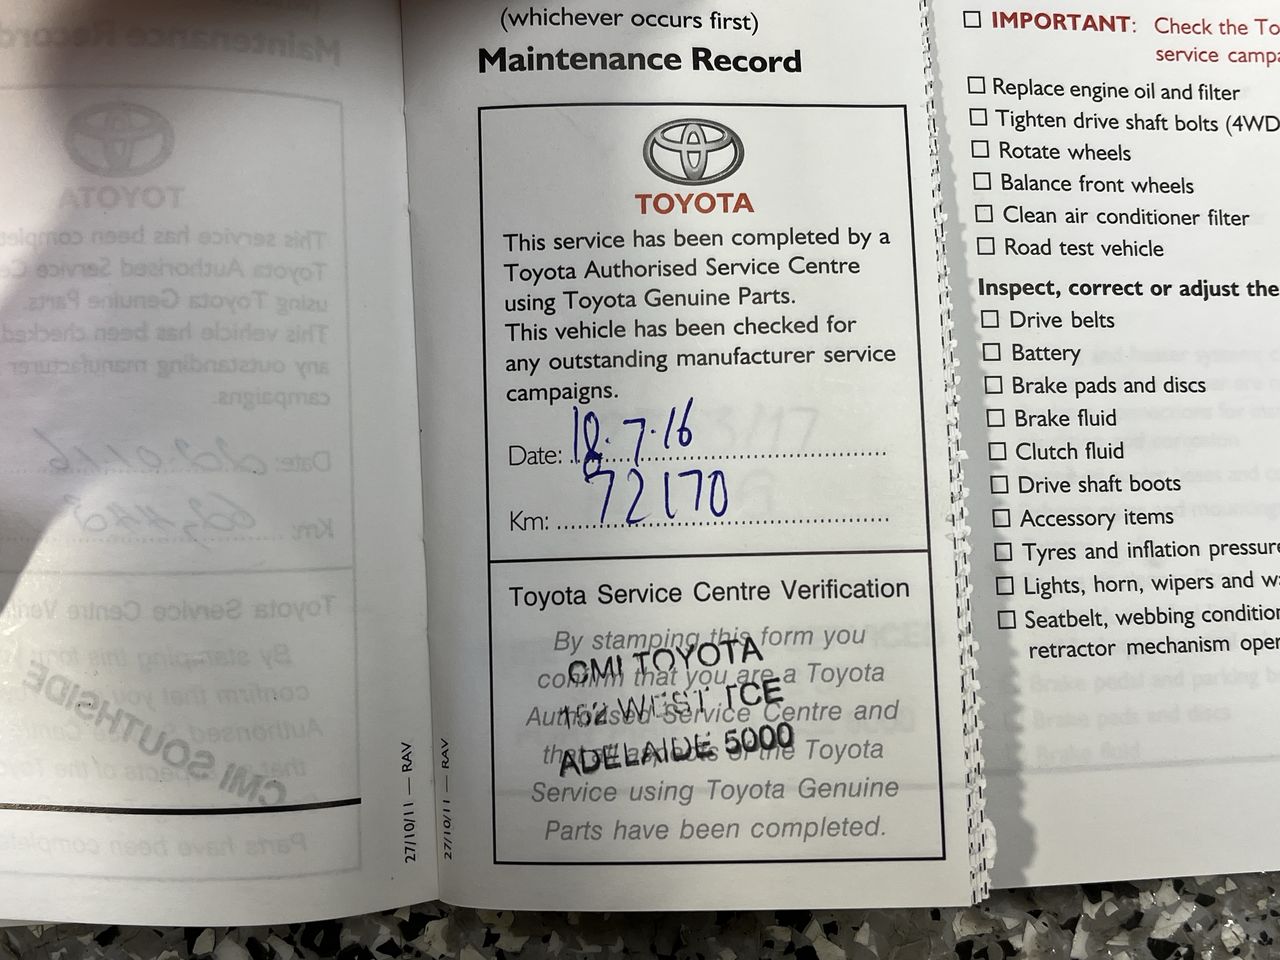 (whichever occurs first)
Maintenance Record
TOYOTA
This service has been completed by a
Toyota Authorised Service Centre
using Toyota Genuine Parts.
This vehicle has been checked for
any outstanding manufacturer service
campaigns.
Date: 18.7.16
Km: 72170
Toyota Service Centre Verification
By stamping this form you
confirm that you are a Toyota
Authorised Service Centre and
that all aspects of the Toyota
Service using Toyota Genuine
Parts have been completed.
CMI TOYOTA
152 WEST TCE
ADELAIDE 5000
27/10/11 — RAV
27/10/11 — RAV
IMPORTANT: Check the To
service campa
Replace engine oil and filter
Tighten drive shaft bolts (4WD
Rotate wheels
Balance front wheels
Clean air conditioner filter
Road test vehicle
Inspect, correct or adjust the
Drive belts
Battery
Brake pads and discs
Brake fluid
Clutch fluid
Drive shaft boots
Accessory items
Tyres and inflation pressure
Lights, horn, wipers and w
Seatbelt, webbing condition
retractor mechanism oper
TOYOTA
CMI SOUTHSIDE